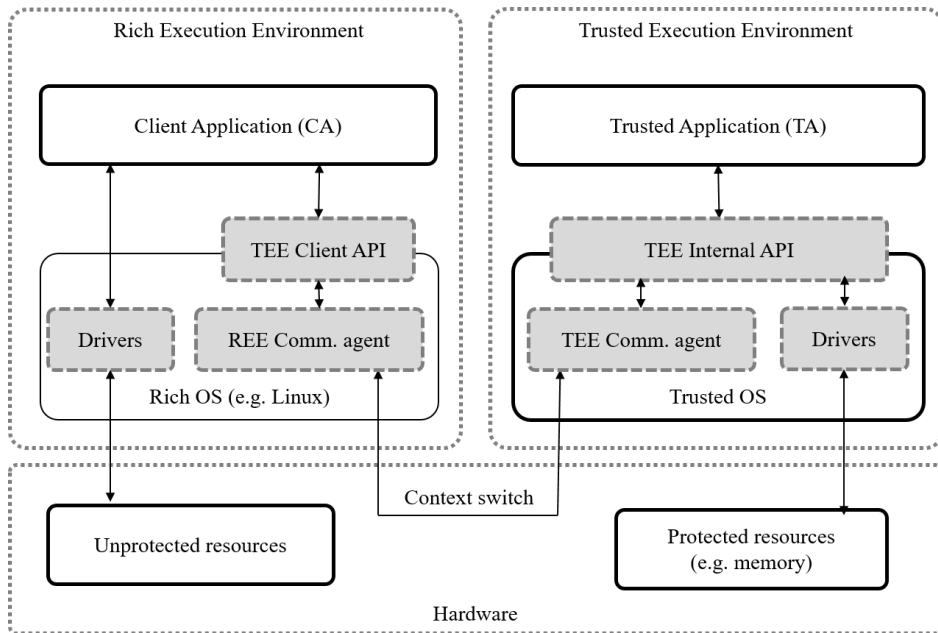 Rich Execution Environment
Trusted Execution Environment
Client Application (CA)
Trusted Application (TA)
TEE Client API
TEE Internal API
Drivers
REE Comm. agent
TEE Comm. agent
Drivers
Rich OS (e.g. Linux)
Trusted OS
Context switch
Unprotected resources
Protected resources
(e.g. memory)
Hardware